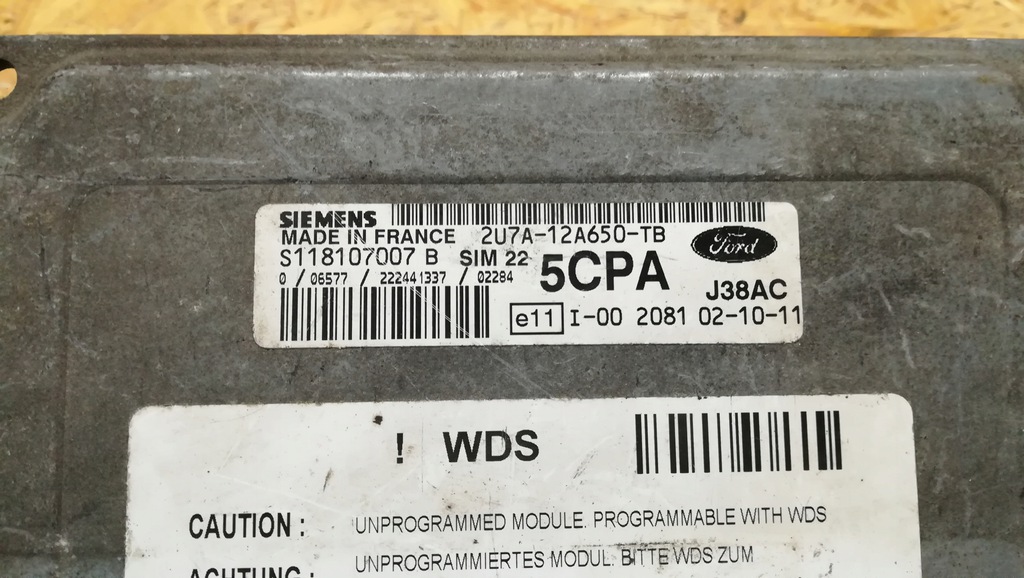 SIEMENS
MADE IN FRANCE 2U7A-12A650-TB
Ford
S118107007 B SIM 22 5CPA
0 / 06577 / 222441337 / 02284
J38AC
e11 I-00 2081 02-10-11
! WDS
CAUTION : UNPROGRAMMED MODULE. PROGRAMMABLE WITH WDS
ACHTUNG : UNPROGRAMMIERTES MODUL. BITTE WDS ZUM